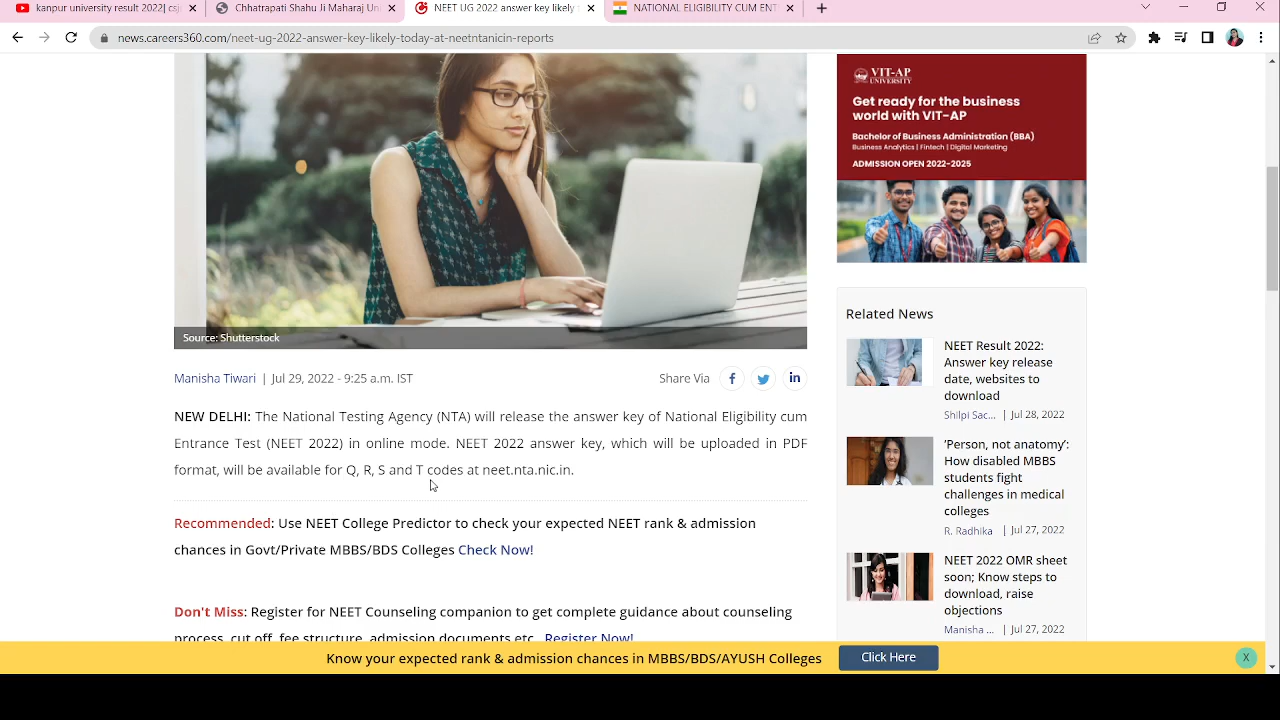 kanpur university result 2022| csj
Chhatrapati Shahu Ji Maharaj Uni
NEET UG 2022 answer key likely
NATIONAL ELIGIBILITY CUM ENT
news.careers360.com/neet-ug-2022-answer-key-likely-today-at-neetntanicin-reports
Source: Shutterstock
Manisha Tiwari | Jul 29, 2022 - 9:25 a.m. IST
Share Via
NEW DELHI: The National Testing Agency (NTA) will release the answer key of National Eligibility cum
Entrance Test (NEET 2022) in online mode. NEET 2022 answer key, which will be uploaded in PDF
format, will be available for Q, R, S and T codes at neet.nta.nic.in.
Recommended: Use NEET College Predictor to check your expected NEET rank & admission
chances in Govt/Private MBBS/BDS Colleges Check Now!
Don't Miss: Register for NEET Counseling companion to get complete guidance about counseling
process, cut off, fee structure, admission documents etc. Register Now!
VIT-AP
UNIVERSITY
Get ready for the business
world with VIT-AP
Bachelor of Business Administration (BBA)
Business Analytics | Fintech | Digital Marketing
ADMISSION OPEN 2022-2025
Related News
NEET Result 2022:
Answer key release
date, websites to
download
Shilpi Sac... | Jul 28, 2022
‘Person, not anatomy’:
How disabled MBBS
students fight
challenges in medical
colleges
R. Radhika | Jul 27, 2022
NEET 2022 OMR sheet
soon; Know steps to
download, raise
objections
Manisha ... | Jul 27, 2022
Know your expected rank & admission chances in MBBS/BDS/AYUSH Colleges
Click Here
X